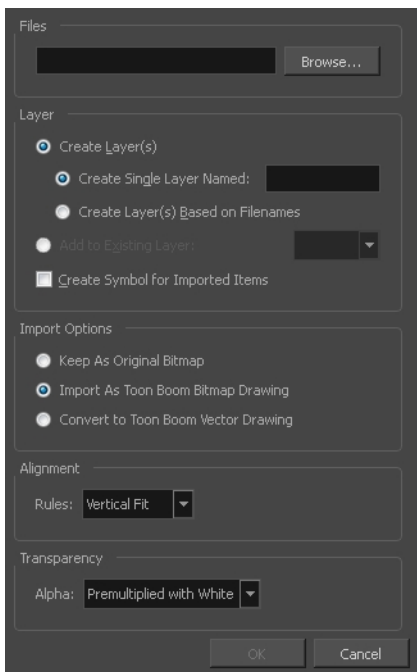 Files
Browse...
Layer
Create Layer(s)
Create Single Layer Named:
Create Layer(s) Based on Filenames
Add to Existing Layer:
Create Symbol for Imported Items
Import Options
Keep As Original Bitmap
Import As Toon Boom Bitmap Drawing
Convert to Toon Boom Vector Drawing
Alignment
Rules: Vertical Fit
Transparency
Alpha: Premultiplied with White
OK Cancel